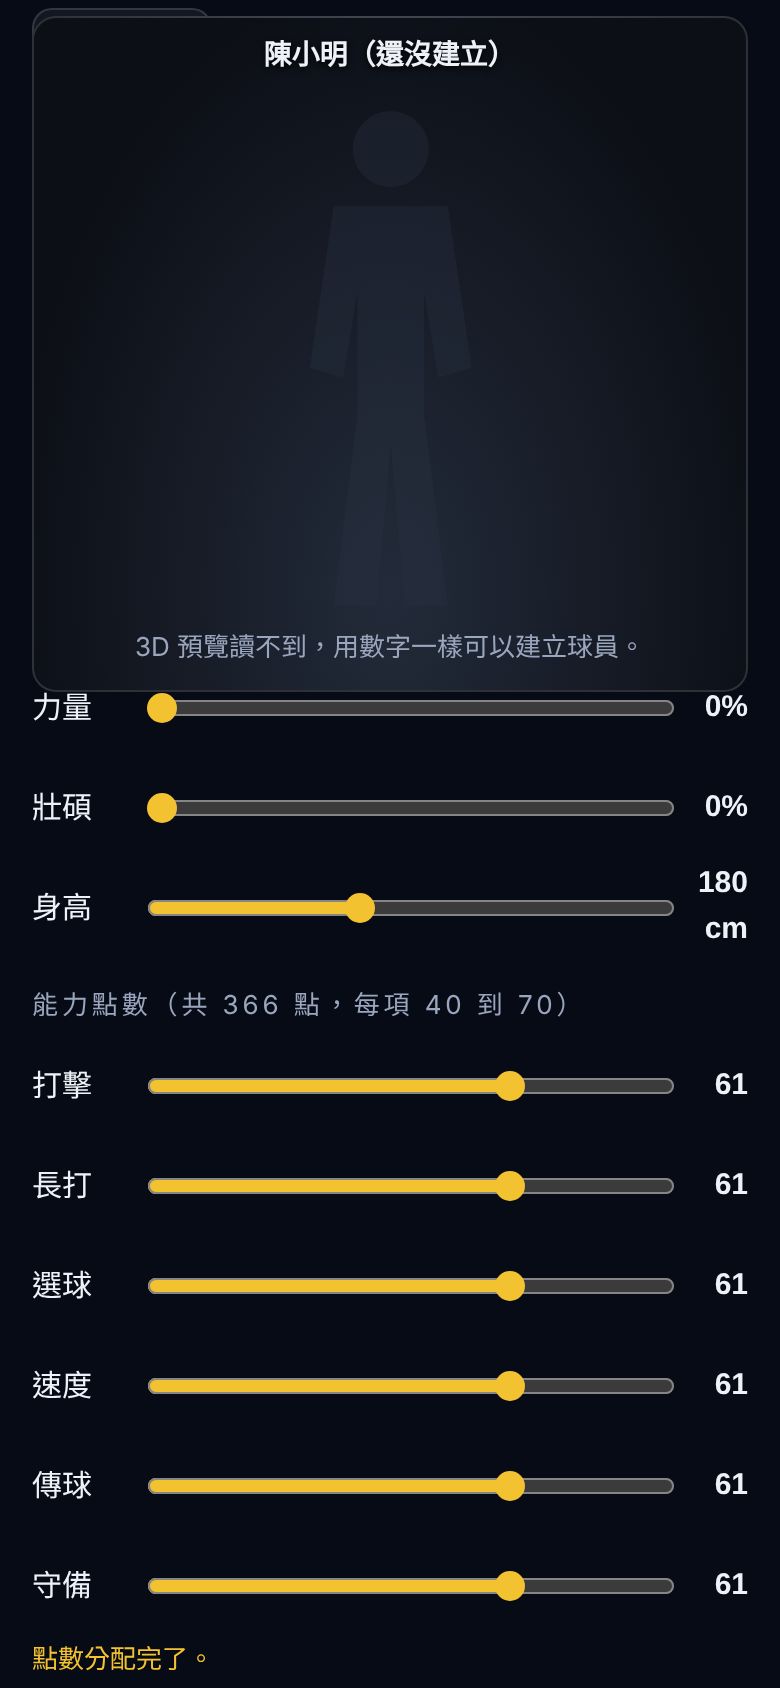 陳小明（還沒建立）
3D 預覽讀不到，用數字一樣可以建立球員。
力量 0%
壯碩 0%
身高 180 cm
能力點數（共 366 點，每項 40 到 70）
打擊 61
長打 61
選球 61
速度 61
傳球 61
守備 61
點數分配完了。